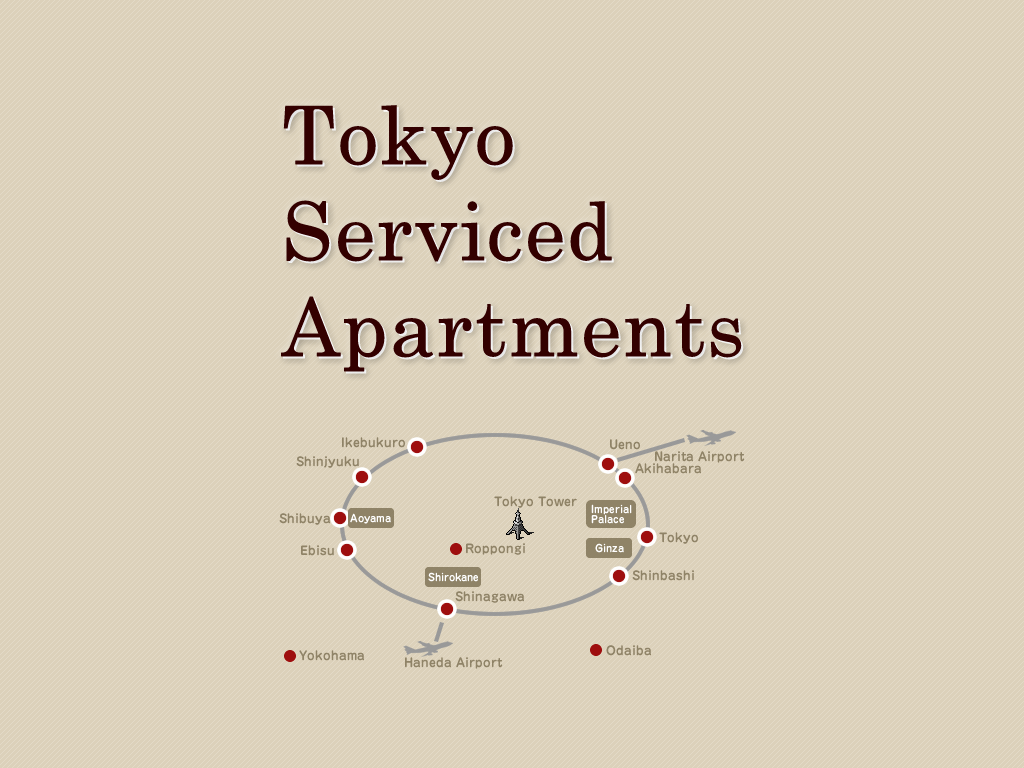 Tokyo
Serviced
Apartments
Ikebukuro
Ueno
Shinjyuku
Narita Airport
Akihabara
Tokyo Tower
Imperial
Palace
Shibuya
Aoyama
Tokyo
Ebisu
Roppongi
Ginza
Shirokane
Shinbashi
Shinagawa
Yokohama
Haneda Airport
Odaiba